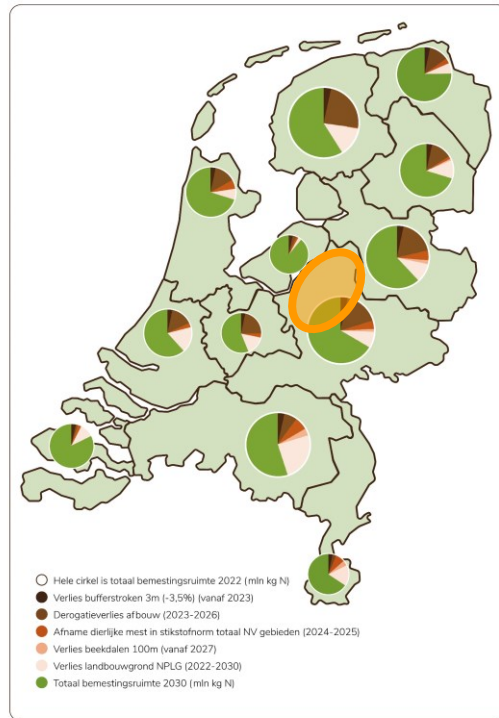 Hele cirkel is totaal bemestingsruimte 2022 (mln kg N)
Verlies bufferstroken 3m (-3,5%) (vanaf 2023)
Derogatieverlies afbouw (2023-2026)
Afname dierlijke mest in stikstofnorm totaal NV gebieden (2024-2025)
Verlies beekdalen 100m (vanaf 2027)
Verlies landbouwgrond NPLG (2022-2030)
Totaal bemestingsruimte 2030 (mln kg N)